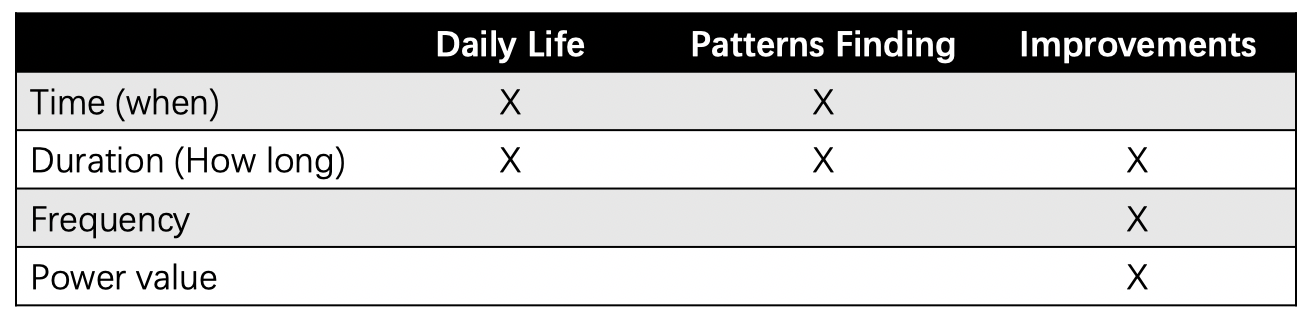 Daily Life Patterns Finding Improvements
Time (when) X X
Duration (How long) X X X
Frequency X
Power value X